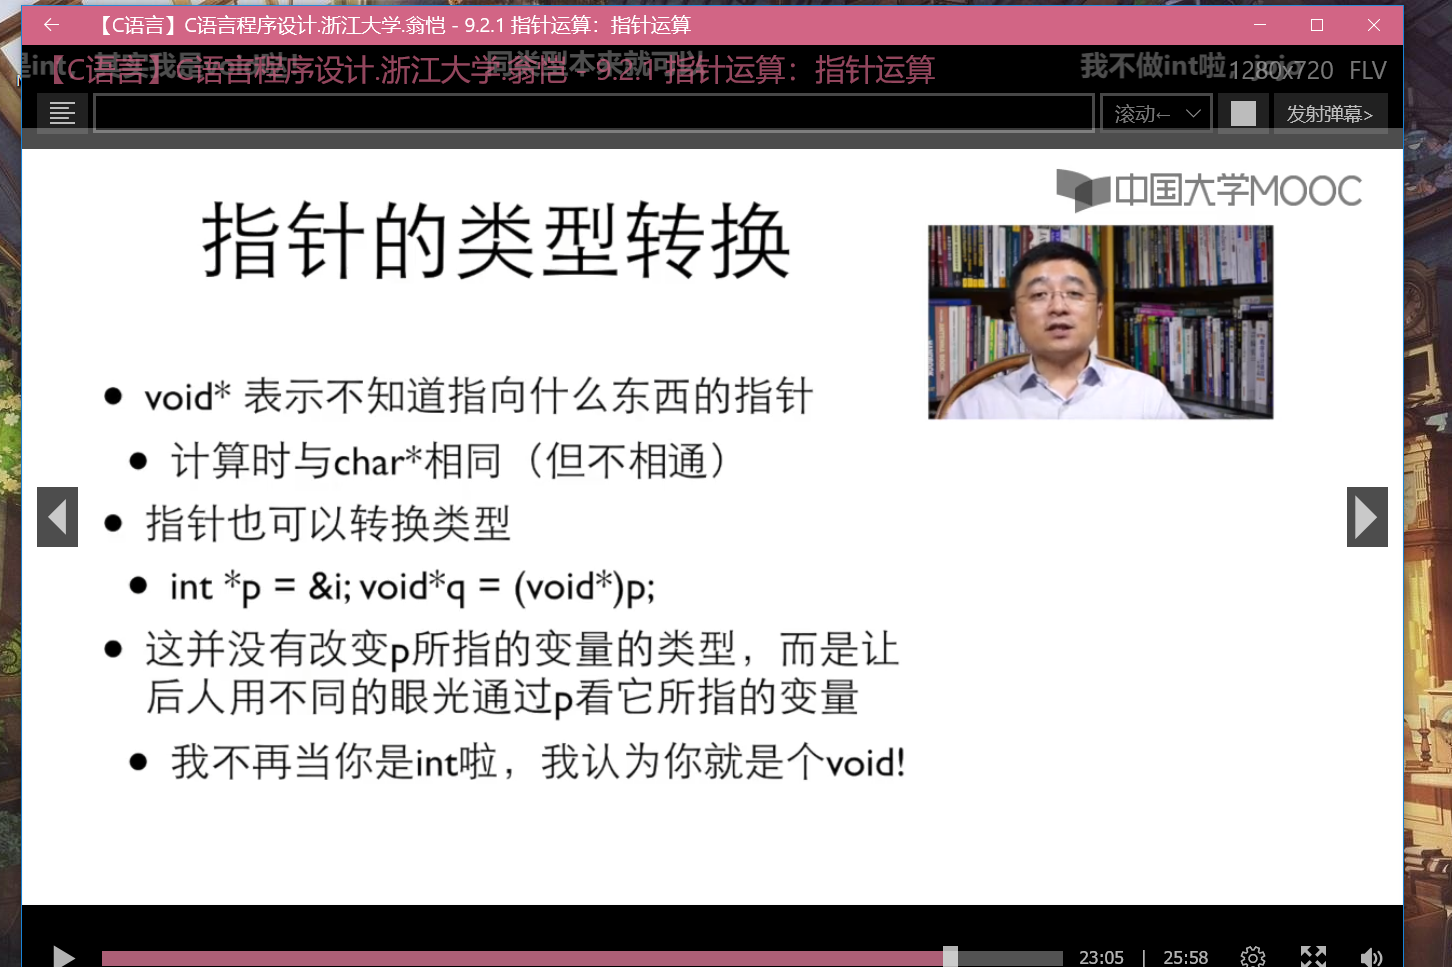 【C语言】C语言程序设计.浙江大学.翁恺 - 9.2.1 指针运算：指针运算
【C语言】C语言程序设计.浙江大学.翁恺 - 9.2.1 指针运算：指针运算
我不做int啦，jojo
1280x720 FLV
滚动←
发射弹幕>
中国大学MOOC
指针的类型转换
● void* 表示不知道指向什么东西的指针
● 计算时与char*相同（但不相通）
● 指针也可以转换类型
● int *p = &i; void*q = (void*)p;
● 这并没有改变p所指的变量的类型，而是让
后人用不同的眼光通过p看它所指的变量
● 我不再当你是int啦，我认为你就是个void!
23:05 | 25:58